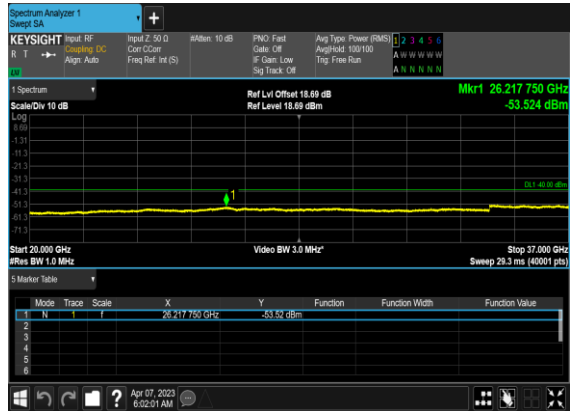 Spectrum Analyzer 1
Swept SA
+
KEYSIGHT
R T
LXI
Input: RF
Coupling: DC
Align: Auto
Input Z: 50 Ω
Corr CCorr
Freq Ref: Int (S)
#Atten: 10 dB
PNO: Fast
Gate: Off
IF Gain: Low
Sig Track: Off
Avg Type: Power (RMS)
Avg|Hold: 100/100
Trig: Free Run
1 2 3 4 5 6
A W W W W W
A N N N N N
1 Spectrum
Scale/Div 10 dB
Ref Lvl Offset 18.69 dB
Ref Level 18.69 dBm
Mkr1 26.217 750 GHz
-53.524 dBm
Log
8.69
-1.31
-11.3
-21.3
-31.3
-41.3
-51.3
-61.3
-71.3
DL1 -40.00 dBm
1
Start 20.000 GHz
#Res BW 1.0 MHz
Video BW 3.0 MHz*
Stop 37.000 GHz
Sweep 29.3 ms (40001 pts)
5 Marker Table
Mode Trace Scale X Y Function Function Width Function Value
1 N 1 f 26.217 750 GHz -53.52 dBm
2
3
4
5
6
?
Apr 07, 2023
6:02:01 AM